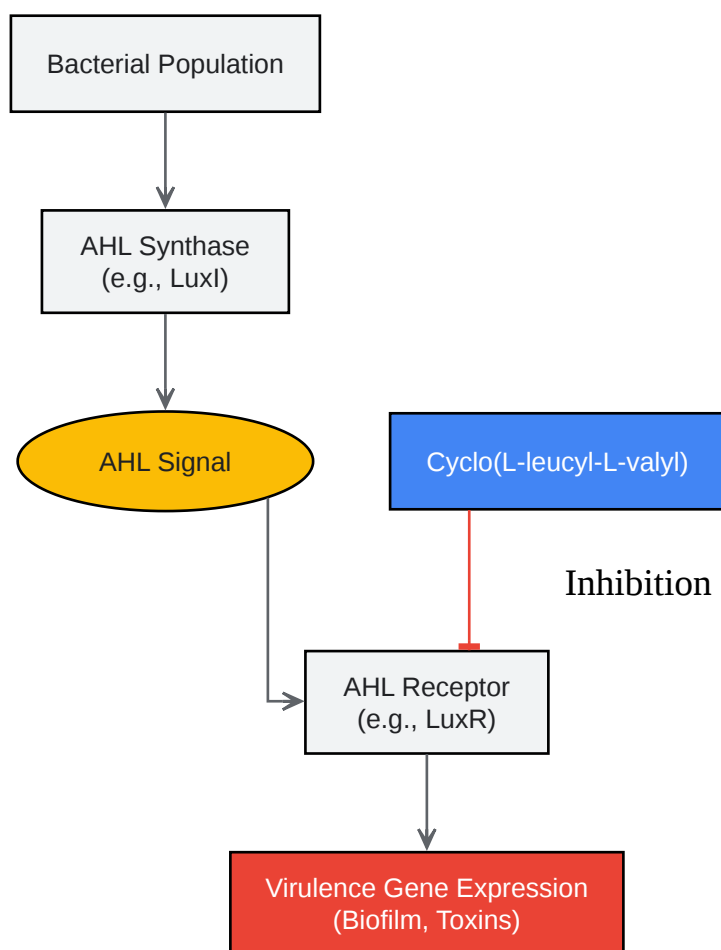 Bacterial Population
AHL Synthase
(e.g., LuxI)
AHL Signal
Cyclo(L-leucyl-L-valyl)
Inhibition
AHL Receptor
(e.g., LuxR)
Virulence Gene Expression
(Biofilm, Toxins)